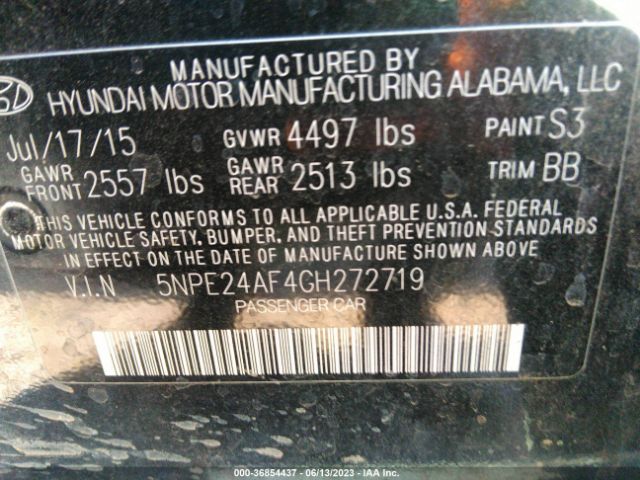 MANUFACTURED BY
HYUNDAI MOTOR MANUFACTURING ALABAMA, LLC
Jul/17/15 GVWR 4497 lbs PAINT S3
GAWR FRONT 2557 lbs GAWR REAR 2513 lbs TRIM BB
THIS VEHICLE CONFORMS TO ALL APPLICABLE U.S.A. FEDERAL
MOTOR VEHICLE SAFETY, BUMPER, AND THEFT PREVENTION
STANDARDS IN EFFECT ON THE DATE OF MANUFACTURE SHOWN ABOVE
V.I.N 5NPE24AF4GH272719
PASSENGER CAR
000-36854437 - 06/13/2023 - IAA Inc.